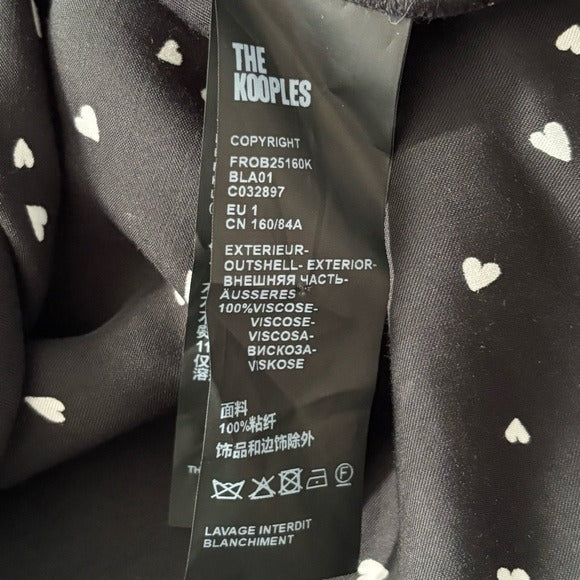 THE
KOOPLES
COPYRIGHT
FROB25160K
BLA01
C032897
EU 1
CN 160/84A
EXTERIEUR-
OUTSHELL- EXTERIOR-
ВНЕШНЯЯ ЧАСТЬ-
ÄUSSERES
100%VISCOSE-
VISCOSE-
VISCOSA-
ВИСКОЗА-
VISKOSE
面料
100%粘纤
饰品和边饰除外
LAVAGE INTERDIT
BLANCHIMENT